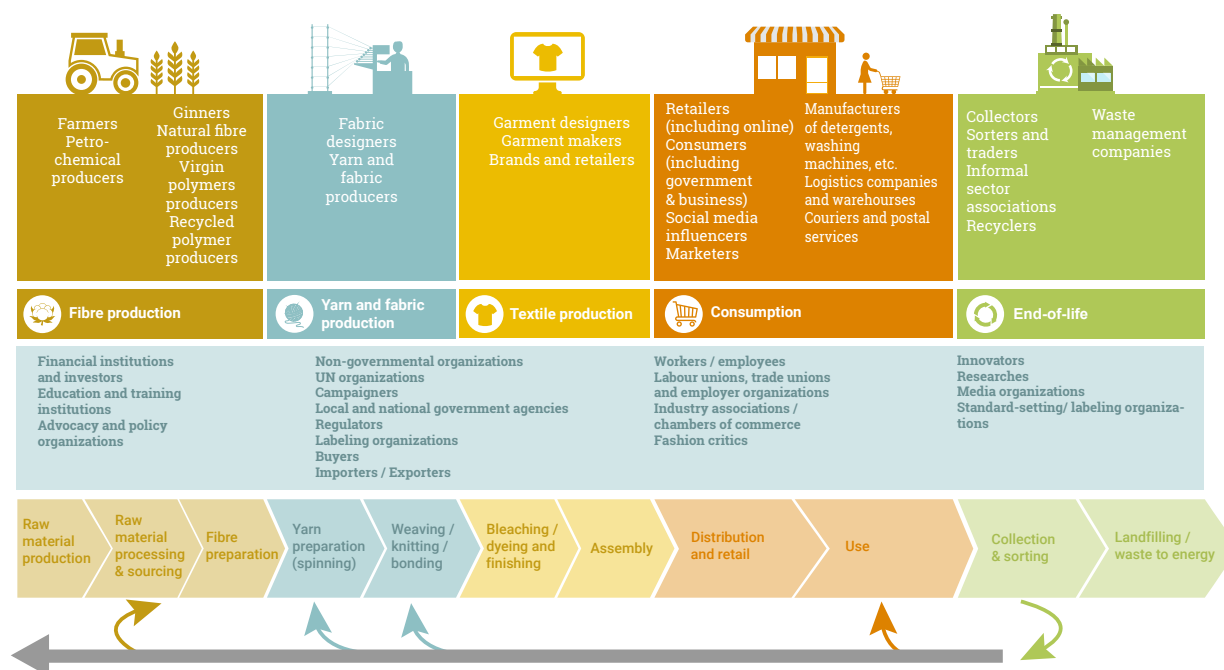 Farmers
Petro-
chemical
producers
Ginners
Natural fibre
producers
Virgin
polymers
producers
Recycled
polymer
producers
Fabric
designers
Yarn and
fabric
producers
Garment designers
Garment makers
Brands and retailers
Retailers
(including online)
Consumers
(including
government
& business)
Social media
influencers
Marketers
Manufacturers
of detergents,
washing
machines, etc.
Logistics companies
and warehourses
Couriers and postal
services
Collectors
Sorters and
traders
Informal
sector
associations
Recyclers
Waste
management
companies
Fibre production
Yarn and fabric
production
Textile production
Consumption
End-of-life
Financial institutions
and investors
Education and training
institutions
Advocacy and policy
organizations
Non-governmental organizations
UN organizations
Campaigners
Local and national government agencies
Regulators
Labeling organizations
Buyers
Importers / Exporters
Workers / employees
Labour unions, trade unions
and employer organizations
Industry associations /
chambers of commerce
Fashion critics
Innovators
Researches
Media organizations
Standard-setting/ labeling organiza-
tions
Raw
material
production
Raw
material
processing
& sourcing
Fibre
preparation
Yarn
preparation
(spinning)
Weaving /
knitting /
bonding
Bleaching /
dyeing and
finishing
Assembly
Distribution
and retail
Use
Collection
& sorting
Landfilling /
waste to energy